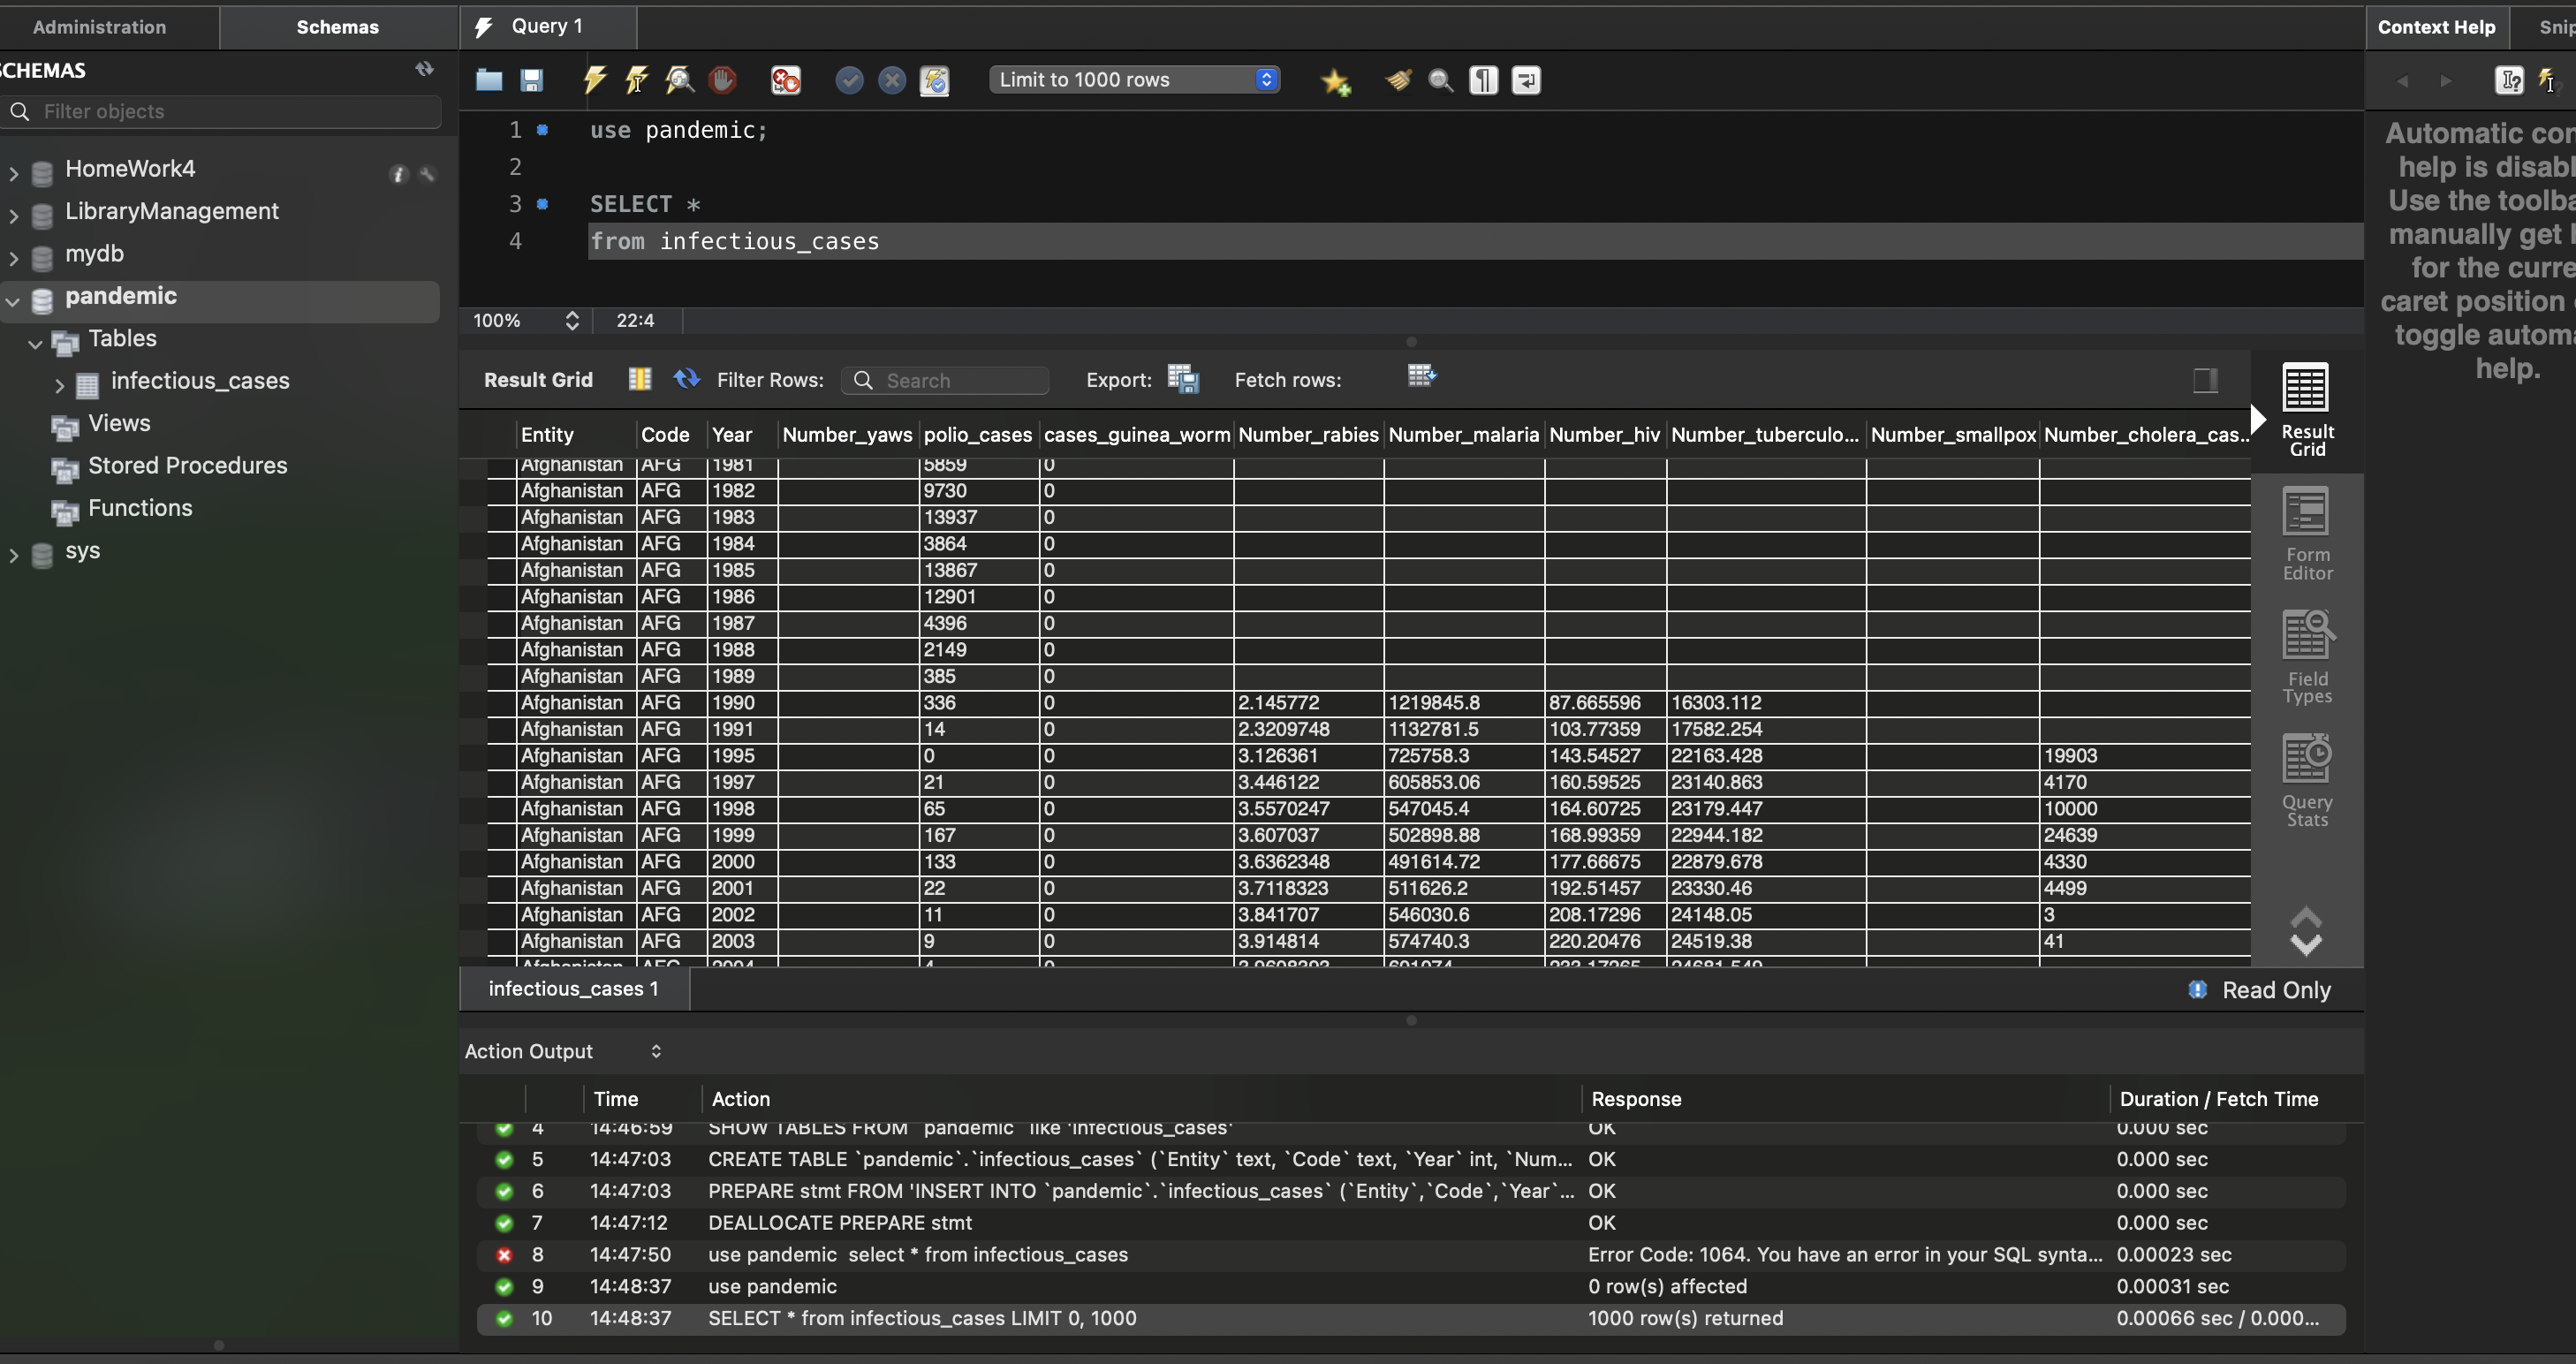 Administration
Schemas
Query 1
Context Help
SCHEMAS
Filter objects
HomeWork4
LibraryManagement
mydb
pandemic
Tables
infectious_cases
Views
Stored Procedures
Functions
sys
Limit to 1000 rows
1 use pandemic;
2
3 SELECT *
4 from infectious_cases
100% 22:4
Automatic
help is
Use the
manually get
for the
caret position
toggle
help.
Result Grid Filter Rows: Search Export: Fetch rows:
Entity Code Year Number_yaws polio_cases cases_guinea_worm Number_rabies Number_malaria Number_hiv Number_tuberculo... Number_smallpox Number_cholera_cas...
Afghanistan AFG 1981 5859 0
Afghanistan AFG 1982 9730 0
Afghanistan AFG 1983 13937 0
Afghanistan AFG 1984 3864 0
Afghanistan AFG 1985 13867 0
Afghanistan AFG 1986 12901 0
Afghanistan AFG 1987 4396 0
Afghanistan AFG 1988 2149 0
Afghanistan AFG 1989 385 0
Afghanistan AFG 1990 336 0 2.145772 1219845.8 87.665596 16303.112
Afghanistan AFG 1991 14 0 2.3209748 1132781.5 103.77359 17582.254
Afghanistan AFG 1995 0 0 3.126361 725758.3 143.54527 22163.428 19903
Afghanistan AFG 1997 21 0 3.446122 605853.06 160.59525 23140.863 4170
Afghanistan AFG 1998 65 0 3.5570247 547045.4 164.60725 23179.447 10000
Afghanistan AFG 1999 167 0 3.607037 502898.88 168.99359 22944.182 24639
Afghanistan AFG 2000 133 0 3.6362348 491614.72 177.66675 22879.678 4330
Afghanistan AFG 2001 22 0 3.7118323 511626.2 192.51457 23330.46 4499
Afghanistan AFG 2002 11 0 3.841707 546030.6 208.17296 24148.05 3
Afghanistan AFG 2003 9 0 3.914814 574740.3 220.20476 24519.38 41
Result
Grid
Form
Editor
Field
Types
Query
Stats
infectious_cases 1
Read Only
Action Output
Time Action Response Duration / Fetch Time
4 14:46:59 SHOW TABLES FROM `pandemic` like 'infectious_cases' OK 0.000 sec
5 14:47:03 CREATE TABLE `pandemic`.`infectious_cases` (`Entity` text, `Code` text, `Year` int, `Num... OK 0.000 sec
6 14:47:03 PREPARE stmt FROM 'INSERT INTO `pandemic`.`infectious_cases` (`Entity`,`Code`,`Year`... OK 0.000 sec
7 14:47:12 DEALLOCATE PREPARE stmt OK 0.000 sec
8 14:47:50 use pandemic select * from infectious_cases Error Code: 1064. You have an error in your SQL synta... 0.00023 sec
9 14:48:37 use pandemic 0 row(s) affected 0.00031 sec
10 14:48:37 SELECT * from infectious_cases LIMIT 0, 1000 1000 row(s) returned 0.00066 sec / 0.000...